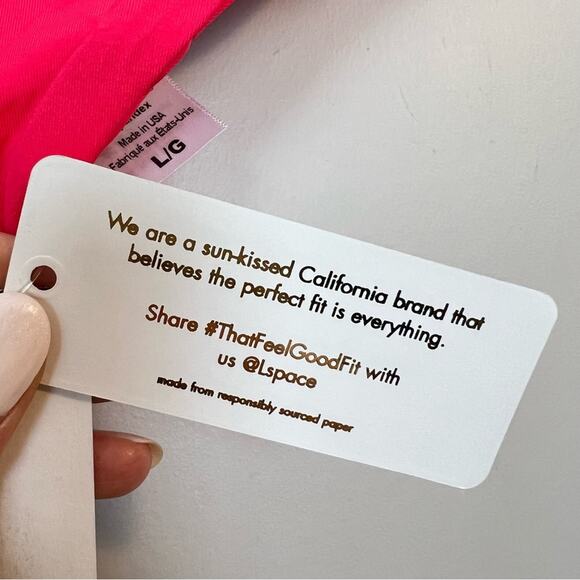 Made in USA
Fabriqué aux États-Unis
L/G
We are a sun-kissed California brand that
believes the perfect fit is everything.
Share #ThatFeelGoodFit with
us @Lspace
made from responsibly sourced paper